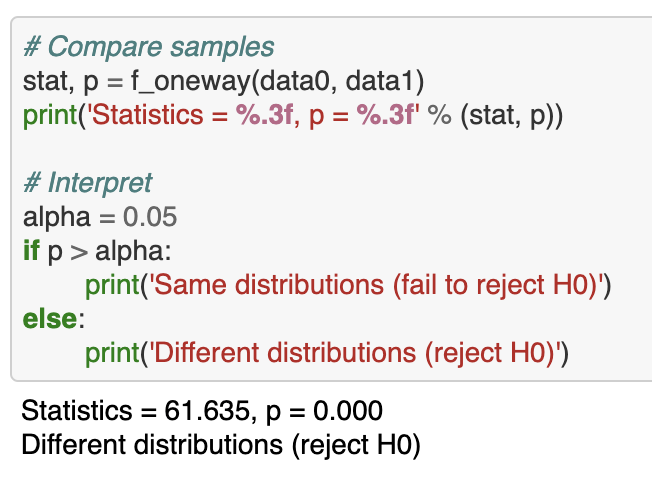 # Compare samples
stat, p = f_oneway(data0, data1)
print('Statistics = %.3f, p = %.3f' % (stat, p))
# Interpret
alpha = 0.05
if p > alpha:
print('Same distributions (fail to reject H0)')
else:
print('Different distributions (reject H0)')
Statistics = 61.635, p = 0.000
Different distributions (reject H0)